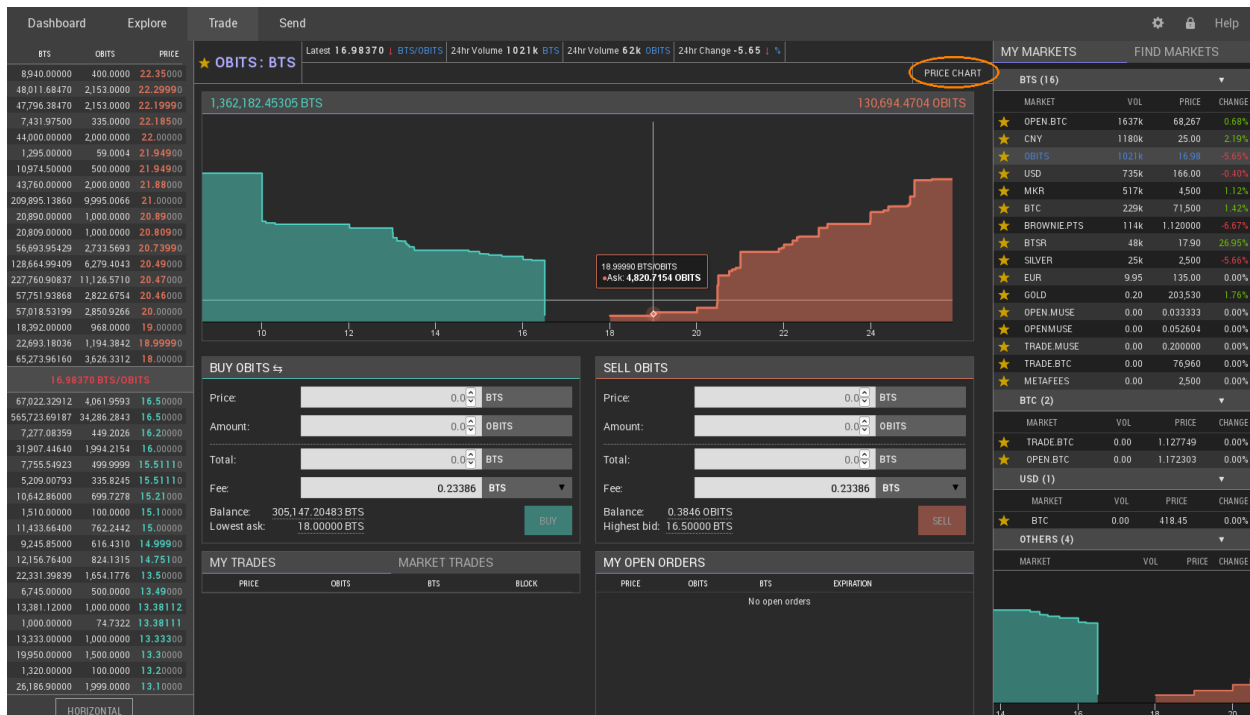 Dashboard Explore Trade Send Help
BTS OBITS PRICE
8,940.00000 400.0000 22.35000
48,011.68470 2,153.0000 22.29990
47,796.38470 2,153.0000 22.19990
7,431.97500 335.0000 22.18500
44,000.00000 2,000.0000 22.00000
1,295.00000 59.0004 21.94900
10,974.50000 500.0000 21.94900
43,760.00000 2,000.0000 21.88000
209,895.13860 9,995.0066 21.00000
20,890.00000 1,000.0000 20.89000
20,809.00000 1,000.0000 20.80900
56,693.95429 2,733.5693 20.73990
128,664.99409 6,279.4043 20.49000
227,760.90837 11,126.5710 20.47000
57,751.93868 2,822.6754 20.46000
57,018.53199 2,850.9266 20.00000
18,392.00000 968.0000 19.00000
22,693.18036 1,194.3842 18.99990
65,273.96160 3,626.3312 18.00000
16.98370 BTS/OBITS
67,022.32912 4,061.9593 16.50000
565,723.69187 34,286.2843 16.50000
7,277.08359 449.2026 16.20000
31,907.44640 1,994.2154 16.00000
7,755.54923 499.9999 15.51110
5,209.00793 335.8245 15.51110
10,642.86000 699.7278 15.21000
1,510.00000 100.0000 15.10000
11,433.66400 762.2442 15.00000
9,245.85000 616.4310 14.99900
12,156.76400 824.1315 14.75100
22,331.39839 1,654.1776 13.50000
6,745.00000 500.0000 13.49000
13,381.12000 1,000.0000 13.38112
1,000.00000 74.7322 13.38111
13,333.00000 1,000.0000 13.33300
19,950.00000 1,500.0000 13.30000
1,320.00000 100.0000 13.20000
26,186.90000 1,999.0000 13.10000
HORIZONTAL
OBITS : BTS
Latest 16.98370 ↓ BTS/OBITS 24hr Volume 1021k BTS 24hr Volume 62k OBITS 24hr Change -5.65 ↓ %
PRICE CHART
1,362,182.45305 BTS 130,694.4704 OBITS
18.99990 BTS/OBITS
Ask: 4,820.7154 OBITS
10 12 14 16 18 20 22 24
BUY OBITS ⇆
Price: 0.0 BTS
Amount: 0.0 OBITS
Total: 0.0 BTS
Fee: 0.23386 BTS
Balance: 305,147.20483 BTS
Lowest ask: 18.00000 BTS
BUY
SELL OBITS
Price: 0.0 BTS
Amount: 0.0 OBITS
Total: 0.0 BTS
Fee: 0.23386 BTS
Balance: 0.3846 OBITS
Highest bid: 16.50000 BTS
SELL
MY TRADES MARKET TRADES
PRICE OBITS BTS BLOCK
MY OPEN ORDERS
PRICE OBITS BTS EXPIRATION
No open orders
MY MARKETS FIND MARKETS
BTS (16)
MARKET VOL PRICE CHANGE
OPEN.BTC 1637k 68,267 0.68%
CNY 1180k 25.00 2.19%
OBITS 1021k 16.98 -5.65%
USD 735k 166.00 -0.40%
MKR 517k 4,500 1.12%
BTC 229k 71,500 1.42%
BROWNIE.PTS 114k 1.120000 -6.67%
BTSR 48k 17.90 26.95%
SILVER 25k 2,500 -5.66%
EUR 9.95 135.00 0.00%
GOLD 0.20 203,530 1.76%
OPEN.MUSE 0.00 0.033333 0.00%
OPENMUSE 0.00 0.052604 0.00%
TRADE.MUSE 0.00 0.200000 0.00%
TRADE.BTC 0.00 76,960 0.00%
METAFEES 0.00 2,500 0.00%
BTC (2)
MARKET VOL PRICE CHANGE
TRADE.BTC 0.00 1.127749 0.00%
OPEN.BTC 0.00 1.172303 0.00%
USD (1)
MARKET VOL PRICE CHANGE
BTC 0.00 418.45 0.00%
OTHERS (4)
MARKET VOL PRICE CHANGE
14 16 18 20